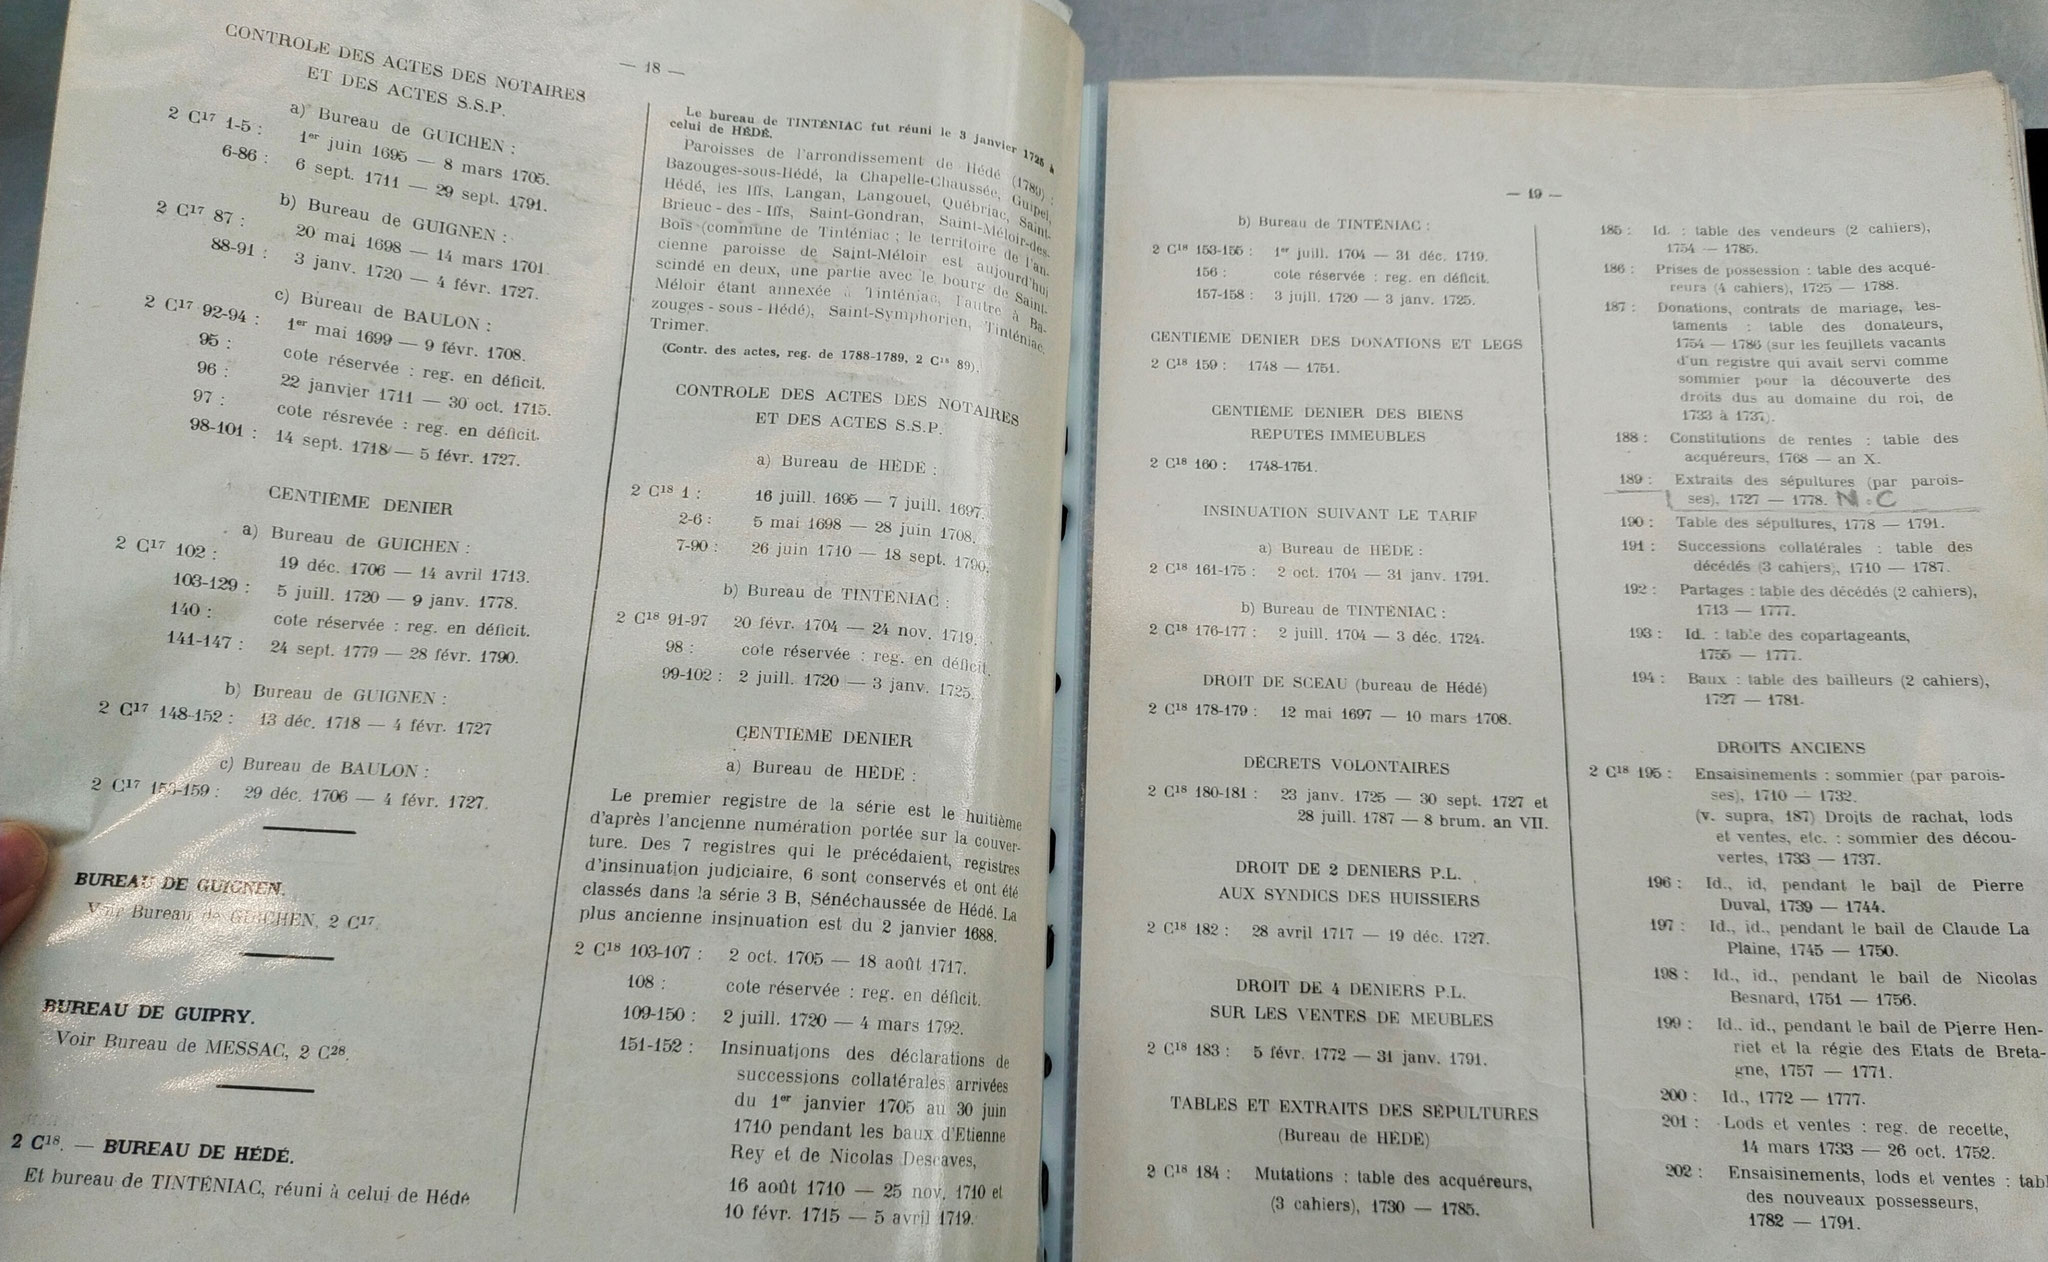 — 18 —
CONTROLE DES ACTES DES NOTAIRES
ET DES ACTES S.S.P.
a) Bureau de GUICHEN :
2 C17 1-5 : 1er juin 1695 — 8 mars 1705.
6-86 : 6 sept. 1711 — 29 sept. 1791.
b) Bureau de GUIGNEN :
2 C17 87 : 20 mai 1698 — 14 mars 1701.
88-91 : 3 janv. 1720 — 4 févr. 1727.
c) Bureau de BAULON :
2 C17 92-94 : 1er mai 1699 — 9 févr. 1708.
95 : cote réservée : reg. en déficit.
96 : 22 janvier 1711 — 30 oct. 1715.
97 : cote résrevée : reg. en déficit.
98-101 : 14 sept. 1718 — 5 févr. 1727.
CENTIÈME DENIER
a) Bureau de GUICHEN :
2 C17 102 : 19 déc. 1706 — 14 avril 1713.
103-129 : 5 juill. 1720 — 9 janv. 1778.
140 : cote réservée : reg. en déficit.
141-147 : 24 sept. 1779 — 28 févr. 1790.
b) Bureau de GUIGNEN :
2 C17 148-152 : 13 déc. 1718 — 4 févr. 1727
c) Bureau de BAULON :
2 C17 153-159 : 29 déc. 1706 — 4 févr. 1727.
BUREAU DE GUIGNEN.
Voir Bureau de GUICHEN, 2 C17.
BUREAU DE GUIPRY.
Voir Bureau de MESSAC, 2 C28.
2 C18. — BUREAU DE HÉDÉ.
Et bureau de TINTÉNIAC, réuni à celui de Hédé
Le bureau de TINTÉNIAC fut réuni le 3 janvier 1725 à
celui de HÉDÉ.
Paroisses de l'arrondissement de Hédé (1789) :
Bazouges-sous-Hédé, la Chapelle-Chaussée, Guipel,
Hédé, les Iffs, Langan, Langouet, Québriac, Saint-
Brieuc - des - Iffs, Saint-Gondran, Saint-Méloir-des-
Bois (commune de Tinténiac ; le territoire de l'an-
cienne paroisse de Saint-Méloir est aujourd'hui
scindé en deux, une partie avec le bourg de Saint-
Méloir étant annexée à Tinténiac, l'autre à Ba-
zouges - sous - Hédé), Saint-Symphorien, Tinténiac,
Trimer.
(Contr. des actes, reg. de 1788-1789, 2 C18 89).
CONTROLE DES ACTES DES NOTAIRES
ET DES ACTES S.S.P.
a) Bureau de HÉDÉ :
2 C18 1 : 16 juill. 1695 — 7 juill. 1697.
2-6 : 5 mai 1698 — 28 juin 1708.
7-90 : 26 juin 1710 — 18 sept. 1790.
b) Bureau de TINTÉNIAC :
2 C18 91-97 20 févr. 1704 — 24 nov. 1719.
98 : cote réservée : reg. en déficit.
99-102 : 2 juill. 1720 — 3 janv. 1725.
CENTIÈME DENIER
a) Bureau de HÉDÉ :
Le premier registre de la série est le huitième
d'après l'ancienne numération portée sur la couver-
ture. Des 7 registres qui le précédaient, registres
d'insinuation judiciaire, 6 sont conservés et ont été
classés dans la série 3 B, Sénéchaussée de Hédé. La
plus ancienne insinuation est du 2 janvier 1688.
2 C18 103-107 : 2 oct. 1705 — 18 août 1717.
108 : cote réservée : reg. en déficit.
109-150 : 2 juill. 1720 — 4 mars 1792.
151-152 : Insinuations des déclarations de
successions collatérales arrivées
du 1er janvier 1705 au 30 juin
1710 pendant les baux d'Etienne
Rey et de Nicolas Descaves,
16 août 1710 — 25 nov. 1710 et
10 févr. 1715 — 5 avril 1719.
— 19 —
b) Bureau de TINTÉNIAC :
2 C18 153-155 : 1er juill. 1704 — 31 déc. 1719.
156 : cote réservée : reg. en déficit.
157-158 : 3 juill. 1720 — 3 janv. 1725.
CENTIÈME DENIER DES DONATIONS ET LEGS
2 C18 159 : 1748 — 1751.
CENTIÈME DENIER DES BIENS
RÉPUTÉS IMMEUBLES
2 C18 160 : 1748-1751.
INSINUATION SUIVANT LE TARIF
a) Bureau de HÉDÉ :
2 C18 161-175 : 2 oct. 1704 — 31 janv. 1791.
b) Bureau de TINTÉNIAC :
2 C18 176-177 : 2 juill. 1704 — 3 déc. 1724.
DROIT DE SCEAU (bureau de Hédé)
2 C18 178-179 : 12 mai 1697 — 10 mars 1708.
DÉCRETS VOLONTAIRES
2 C18 180-181 : 23 janv. 1725 — 30 sept. 1727 et
28 juill. 1787 — 8 brum. an VII.
DROIT DE 2 DENIERS P.L.
AUX SYNDICS DES HUISSIERS
2 C18 182 : 28 avril 1717 — 19 déc. 1727.
DROIT DE 4 DENIERS P.L.
SUR LES VENTES DE MEUBLES
2 C18 183 : 5 févr. 1772 — 31 janv. 1791.
TABLES ET EXTRAITS DES SÉPULTURES
(Bureau de HÉDÉ)
2 C18 184 : Mutations : table des acquéreurs,
(3 cahiers), 1730 — 1785.
185 : Id. : table des vendeurs (2 cahiers),
1754 — 1785.
186 : Prises de possession : table des acqué-
reurs (4 cahiers), 1725 — 1788.
187 : Donations, contrats de mariage, tes-
taments : table des donateurs,
1754 — 1786 (sur les feuillets vacants
d'un registre qui avait servi comme
sommier pour la découverte des
droits dus au domaine du roi, de
1733 à 1737).
188 : Constitutions de rentes : table des
acquéreurs, 1768 — an X.
189 : Extraits des sépultures (par parois-
ses), 1727 — 1778. N.C
190 : Table des sépultures, 1778 — 1791.
191 : Successions collatérales : table des
décédés (3 cahiers), 1710 — 1787.
192 : Partages : table des décédés (2 cahiers),
1713 — 1777.
193 : Id. : table des copartageants,
1755 — 1777.
194 : Baux : table des bailleurs (2 cahiers),
1727 — 1781.
DROITS ANCIENS
2 C18 195 : Ensaisinements : sommier (par parois-
ses), 1710 — 1732.
(v. supra, 187) Droits de rachat, lods
et ventes, etc. : sommier des décou-
vertes, 1733 — 1737.
196 : Id., id, pendant le bail de Pierre
Duval, 1739 — 1744.
197 : Id., id., pendant le bail de Claude La
Plaine, 1745 — 1750.
198 : Id., id., pendant le bail de Nicolas
Besnard, 1751 — 1756.
199 : Id., id., pendant le bail de Pierre Hen-
riet et la régie des Etats de Breta-
gne, 1757 — 1771.
200 : Id., 1772 — 1777.
201 : Lods et ventes : reg. de recette,
14 mars 1733 — 26 oct. 1752.
202 : Ensaisinements, lods et ventes : tabl
des nouveaux possesseurs,
1782 — 1791.